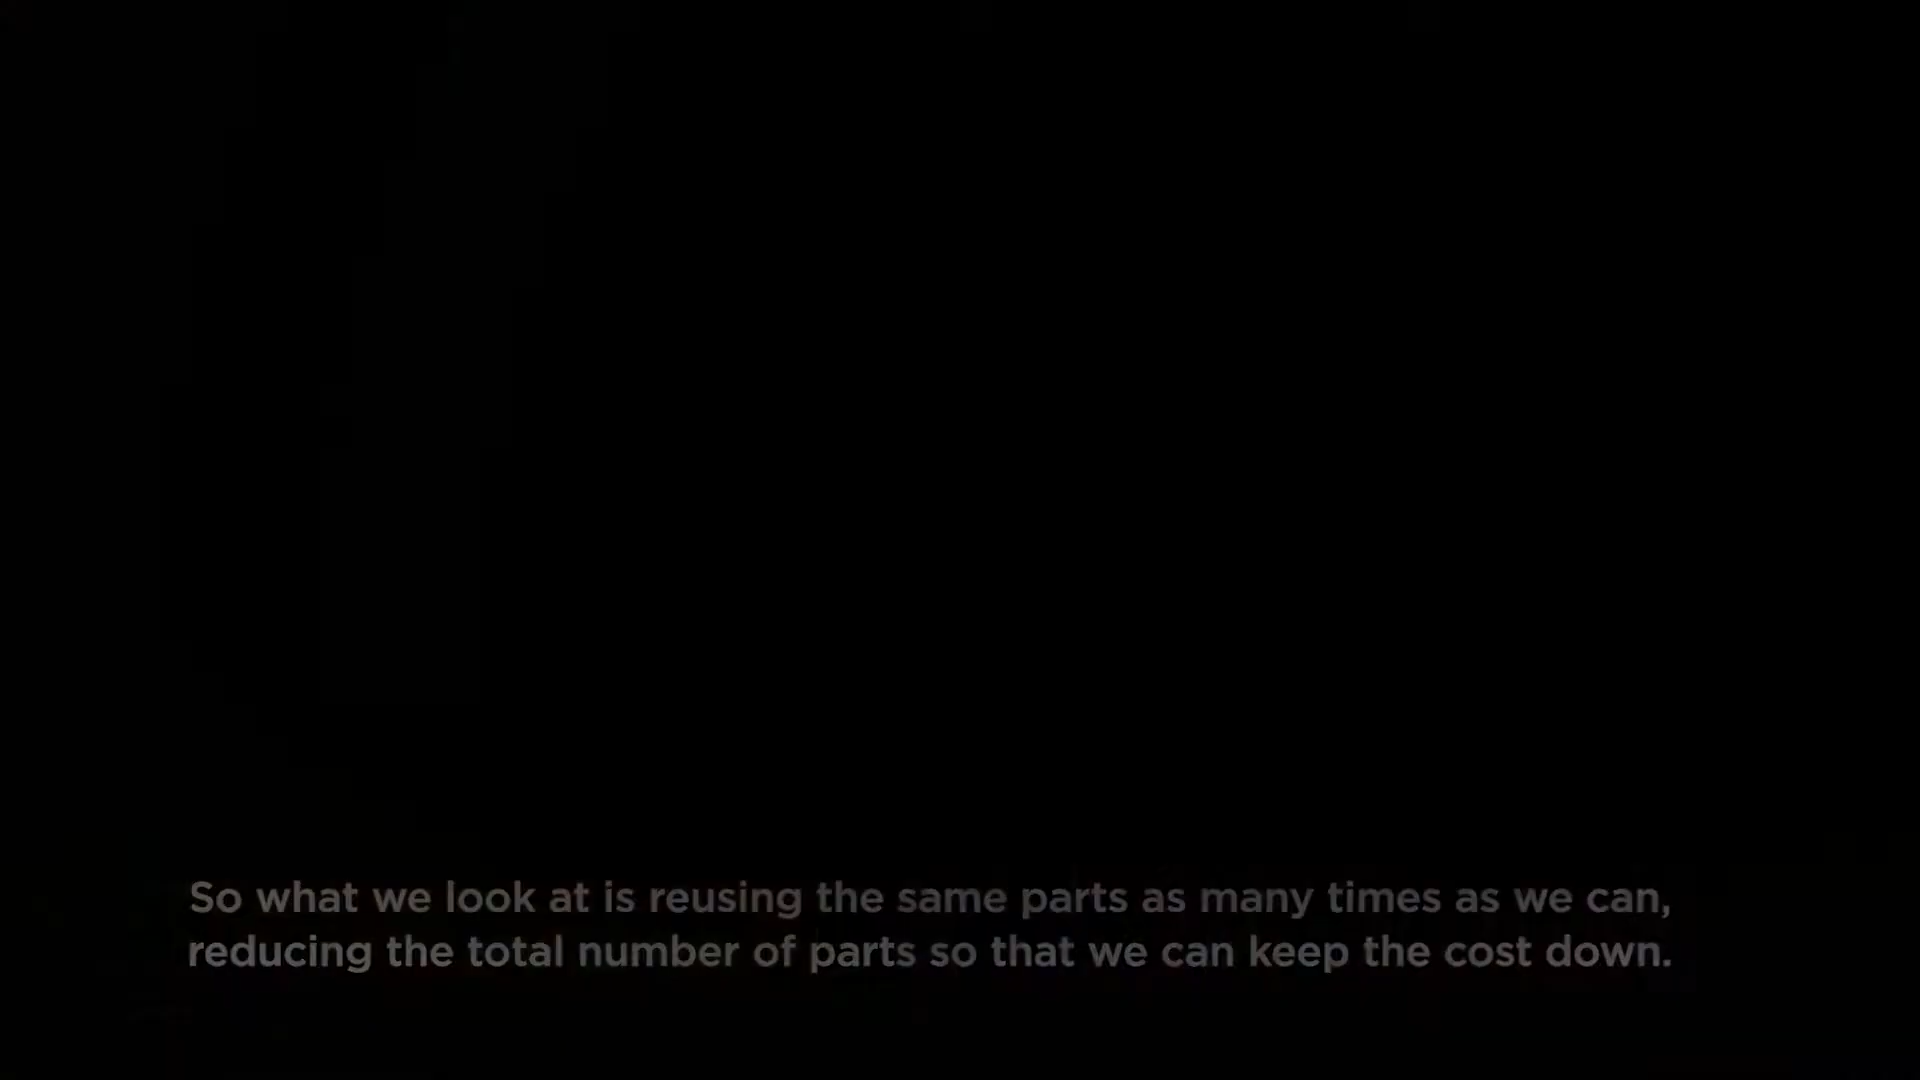 So what we look at is reusing the same parts as many times as we can,
reducing the total number of parts so that we can keep the cost down.